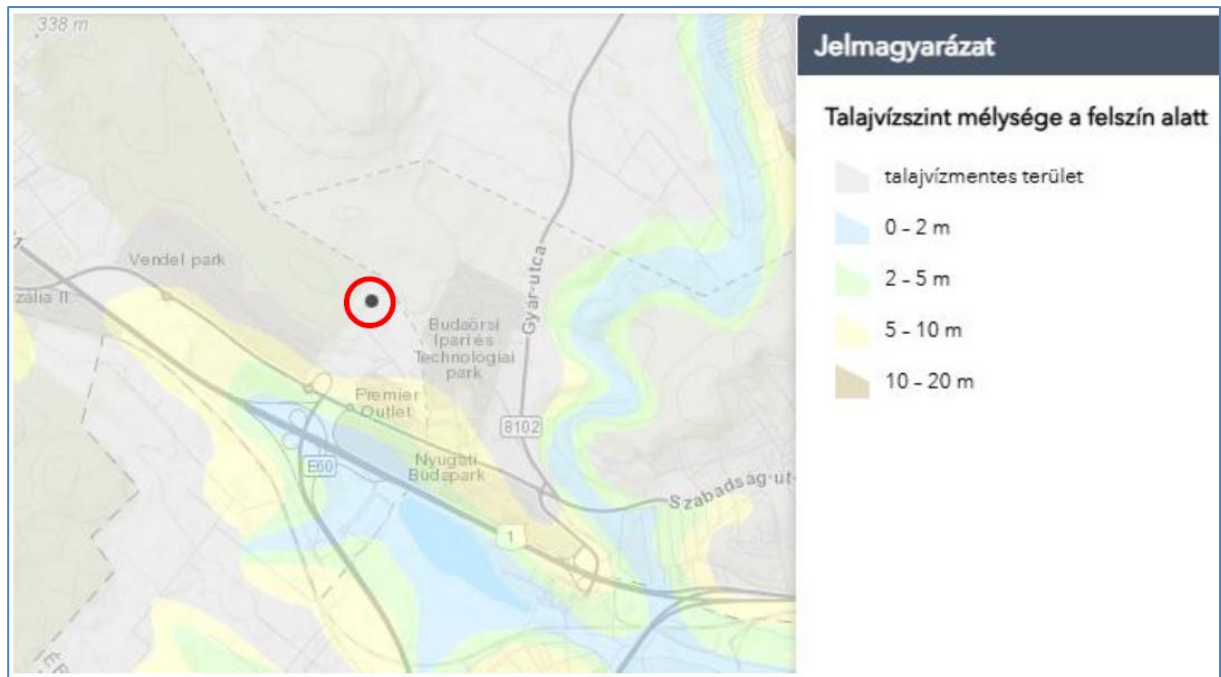 338 m
Jelmagyarázat
Talajvízszint mélysége a felszín alatt
talajvízmentes terület
0 - 2 m
2 - 5 m
5 - 10 m
10 - 20 m
Vendel park
zália II.
Gyár-utca
Budaörsi
Ipari és
Technológiai
park
Premier
Outlet
8102
E60
Nyugati
Budapark
Szabadság-ut
1